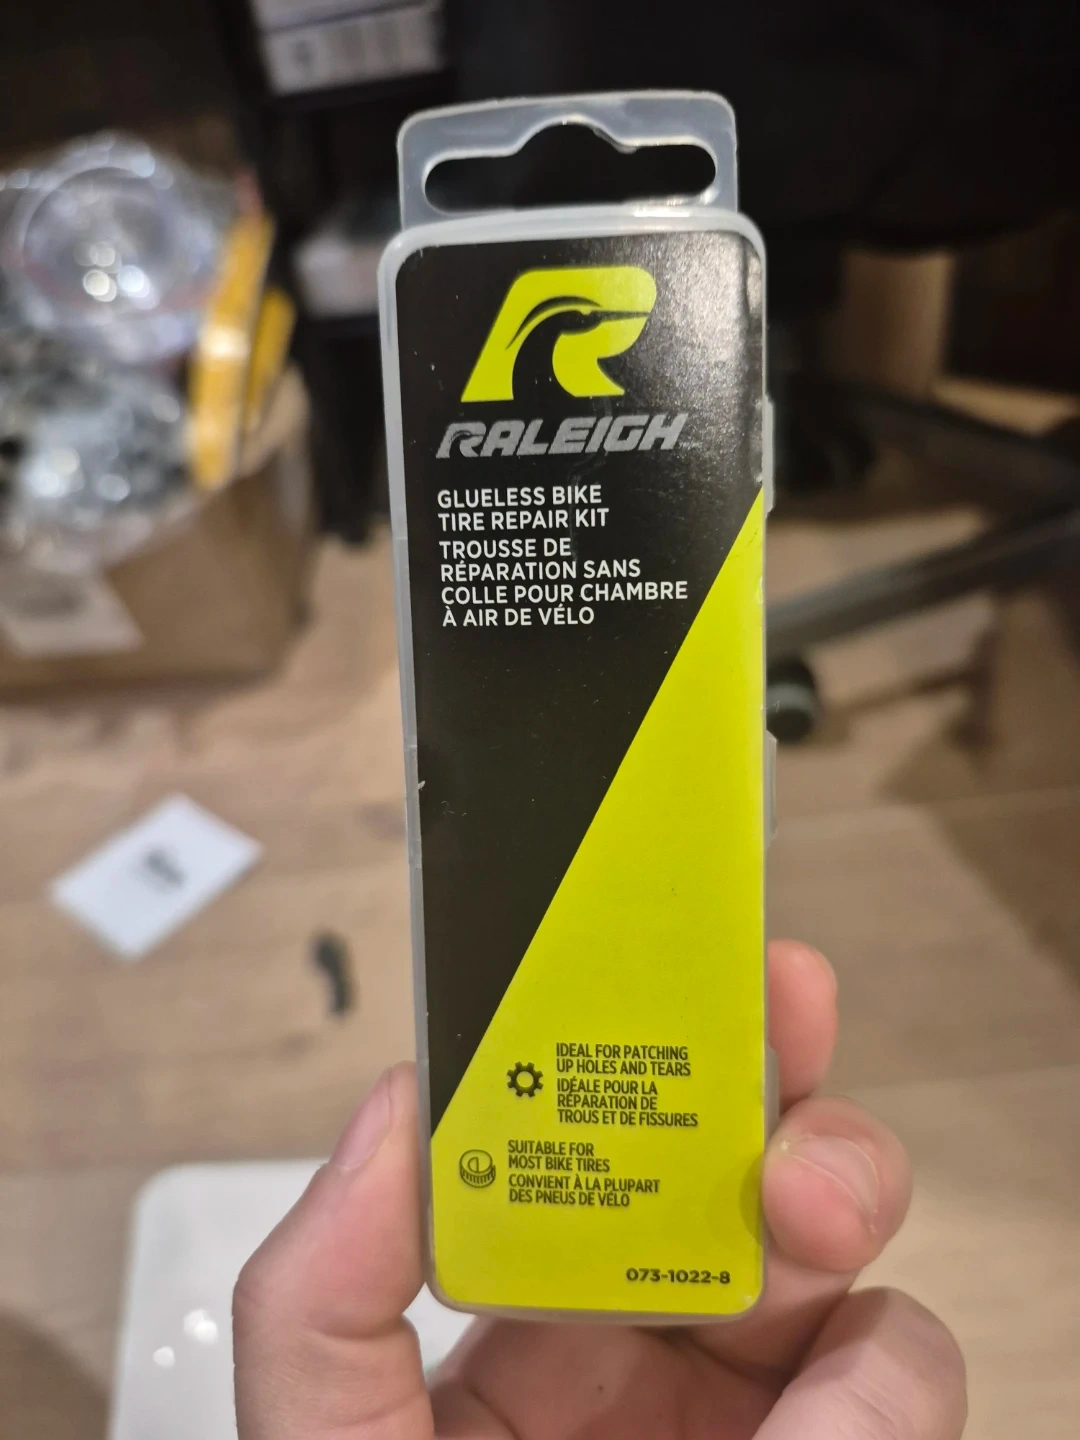 RALEIGH
GLUELESS BIKE
TIRE REPAIR KIT
TROUSSE DE
RÉPARATION SANS
COLLE POUR CHAMBRE
À AIR DE VÉLO
IDEAL FOR PATCHING
UP HOLES AND TEARS
IDÉALE POUR LA
RÉPARATION DE
TROUS ET DE FISSURES
SUITABLE FOR
MOST BIKE TIRES
CONVIENT À LA PLUPART
DES PNEUS DE VÉLO
073-1022-8